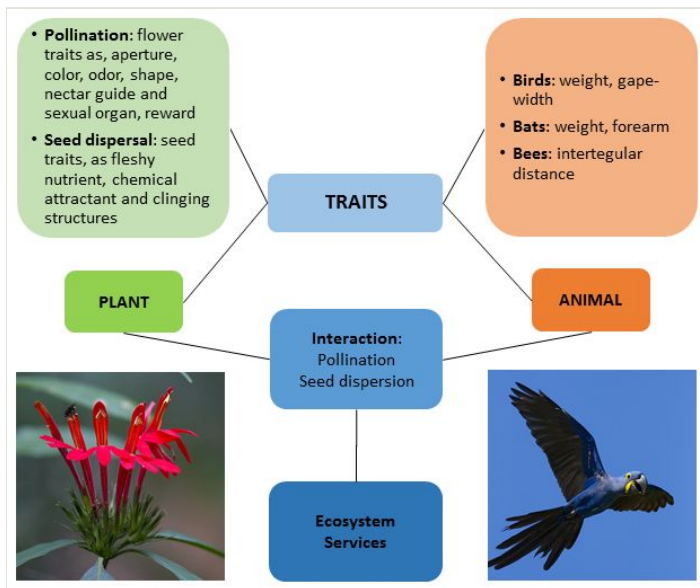 • Pollination: flower
traits as, aperture,
color, odor, shape,
nectar guide and
sexual organ, reward
• Seed dispersal: seed
traits, as fleshy
nutrient, chemical
attractant and clinging
structures
• Birds: weight, gape-
width
• Bats: weight, forearm
• Bees: intertegular
distance
TRAITS
PLANT
ANIMAL
Interaction:
Pollination
Seed dispersion
Ecosystem
Services